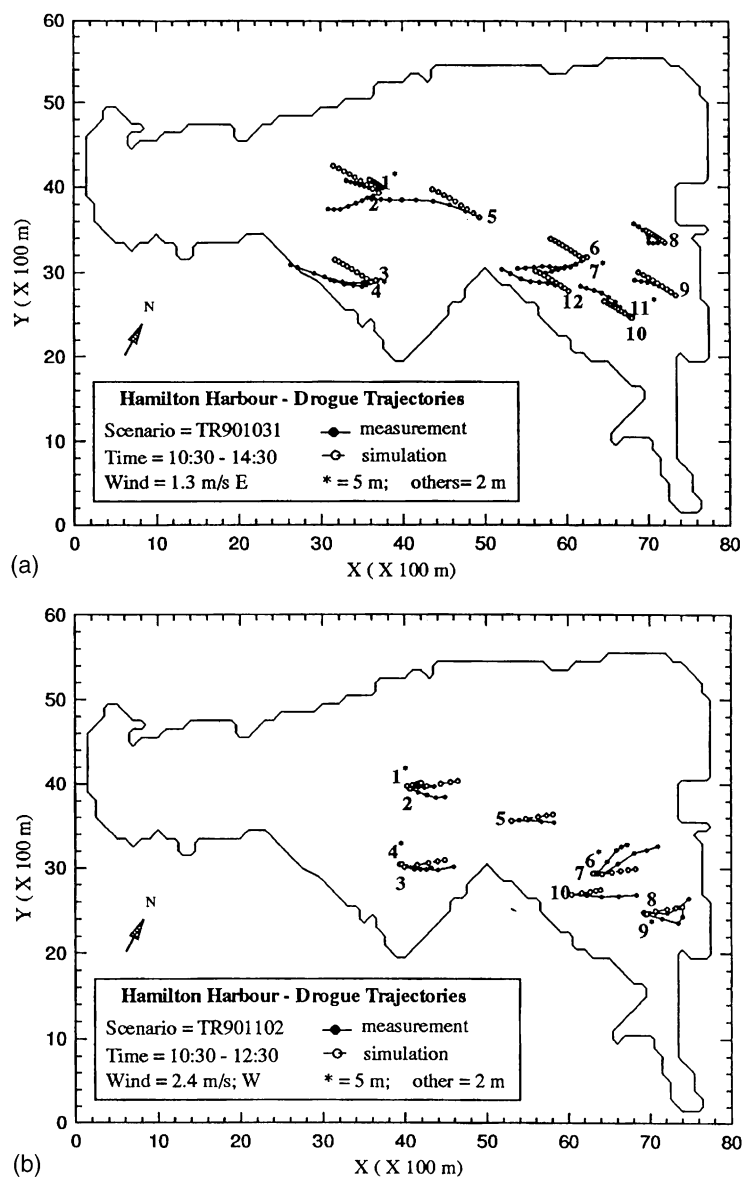 60
50
40
30
20
10
0
Y ( X 100 m)
1
2
5
3
4
6
7
8
9
12
11
10
N
Hamilton Harbour - Drogue Trajectories
Scenario = TR901031 measurement
Time = 10:30 - 14:30 simulation
Wind = 1.3 m/s E * = 5 m; others= 2 m
0 10 20 30 40 50 60 70 80
(a)
X ( X 100 m)
60
50
40
30
20
10
0
Y ( X 100 m)
1
2
5
4
3
6
7
10
8
9
N
Hamilton Harbour - Drogue Trajectories
Scenario = TR901102 measurement
Time = 10:30 - 12:30 simulation
Wind = 2.4 m/s; W * = 5 m; other = 2 m
0 10 20 30 40 50 60 70 80
(b)
X ( X 100 m)